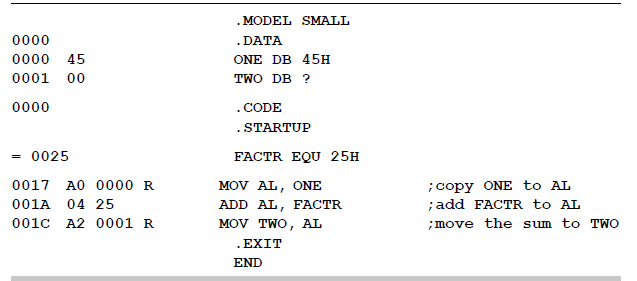 .MODEL SMALL
0000 .DATA
0000 45 ONE DB 45H
0001 00 TWO DB ?
0000 .CODE
.STARTUP
= 0025 FACTR EQU 25H
0017 A0 0000 R MOV AL, ONE ;copy ONE to AL
001A 04 25 ADD AL, FACTR ;add FACTR to AL
001C A2 0001 R MOV TWO, AL ;move the sum to TWO
.EXIT
END